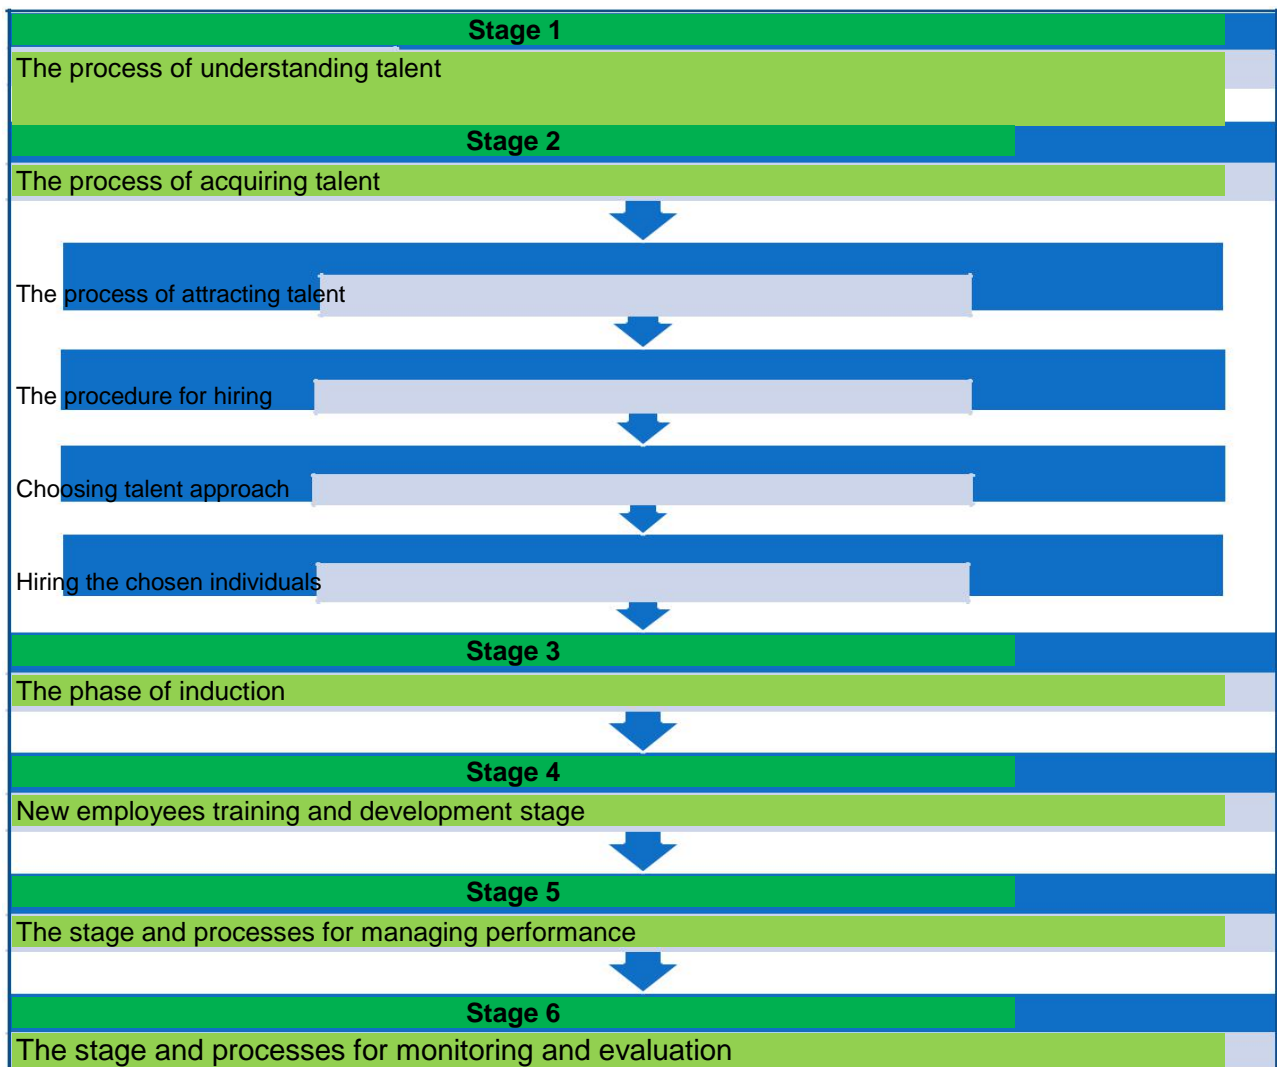 Stage 1
The process of understanding talent
Stage 2
The process of acquiring talent
The process of attracting talent
The procedure for hiring
Choosing talent approach
Hiring the chosen individuals
Stage 3
The phase of induction
Stage 4
New employees training and development stage
Stage 5
The stage and processes for managing performance
Stage 6
The stage and processes for monitoring and evaluation